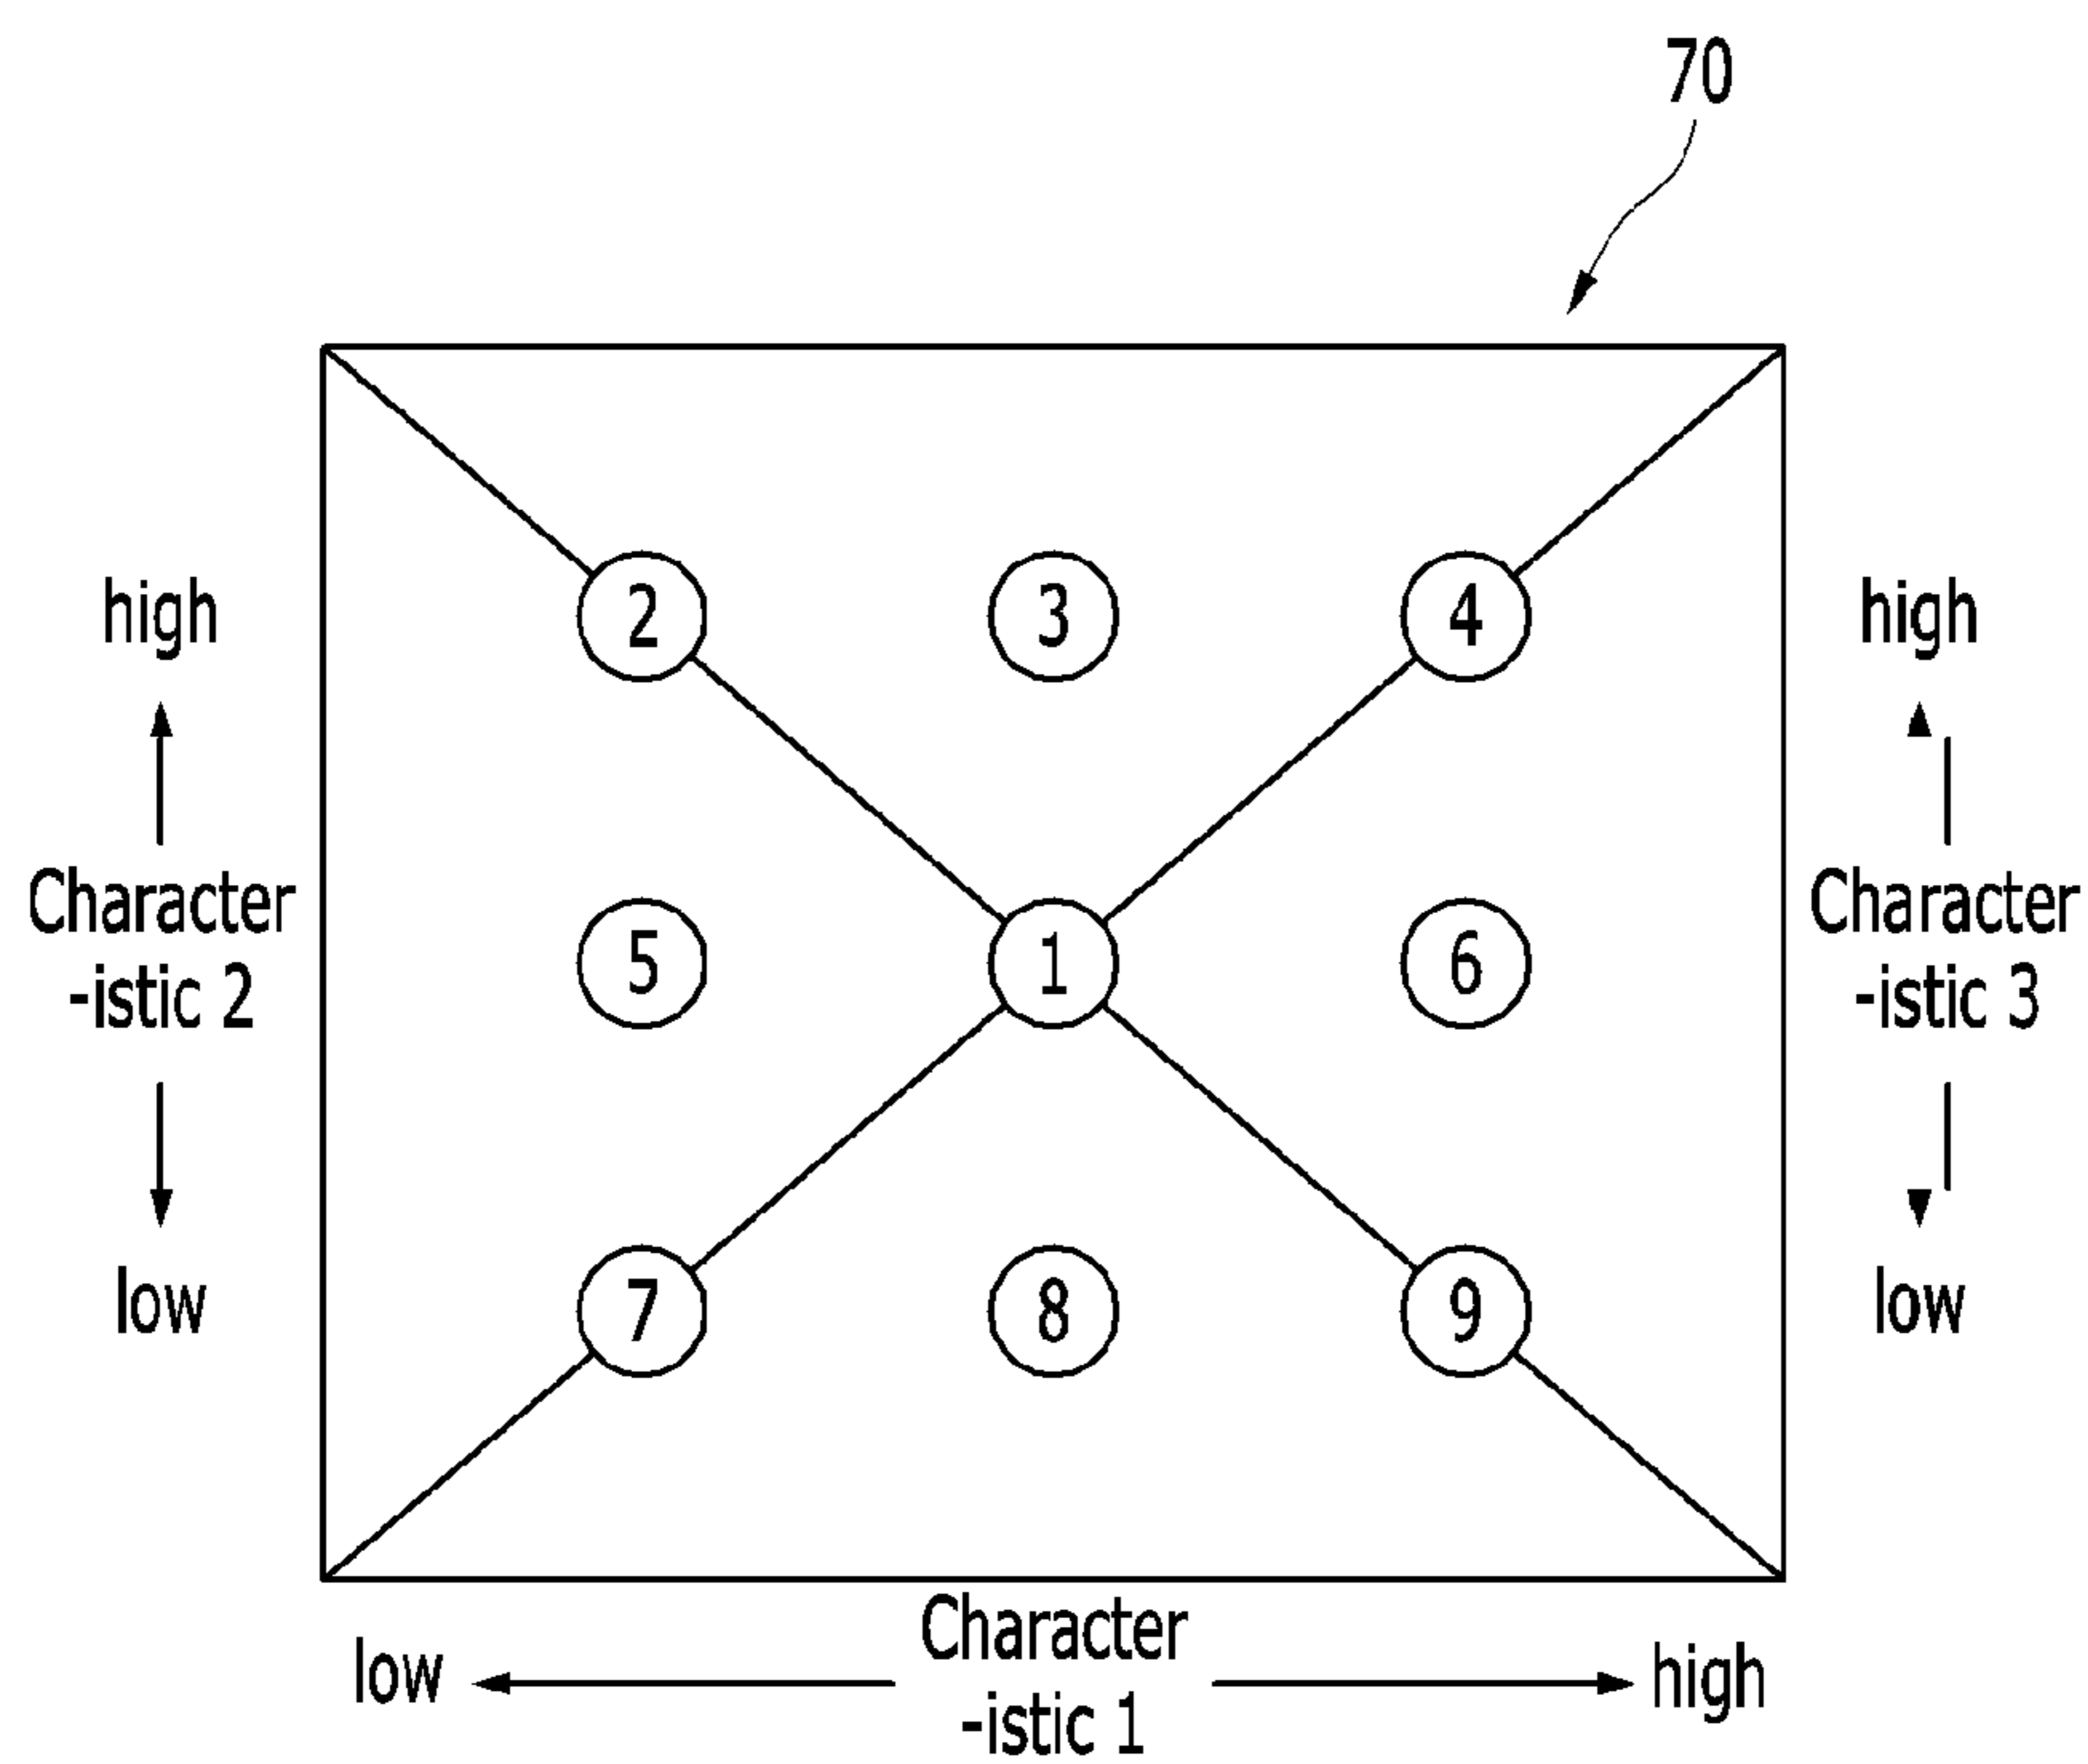 70
high
2
3
4
high
Character
-istic 2
5
1
6
Character
-istic 3
low
7
8
9
low
low
Character
-istic 1
high